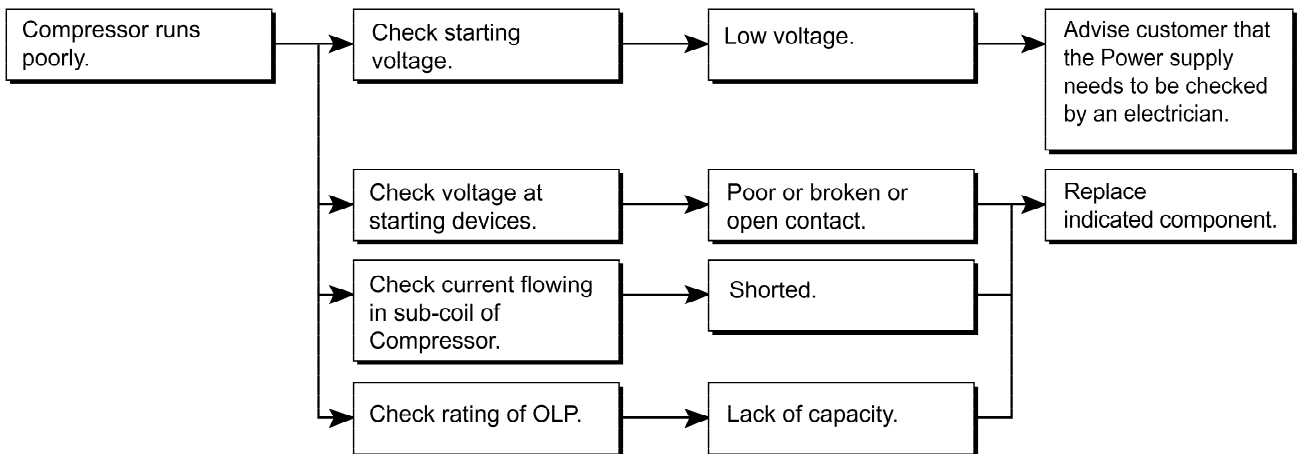 Compressor runs
poorly.
Check starting
voltage.
Low voltage.
Advise customer that
the Power supply
needs to be checked
by an electrician.
Check voltage at
starting devices.
Poor or broken or
open contact.
Replace
indicated component.
Check current flowing
in sub-coil of
Compressor.
Shorted.
Check rating of OLP.
Lack of capacity.